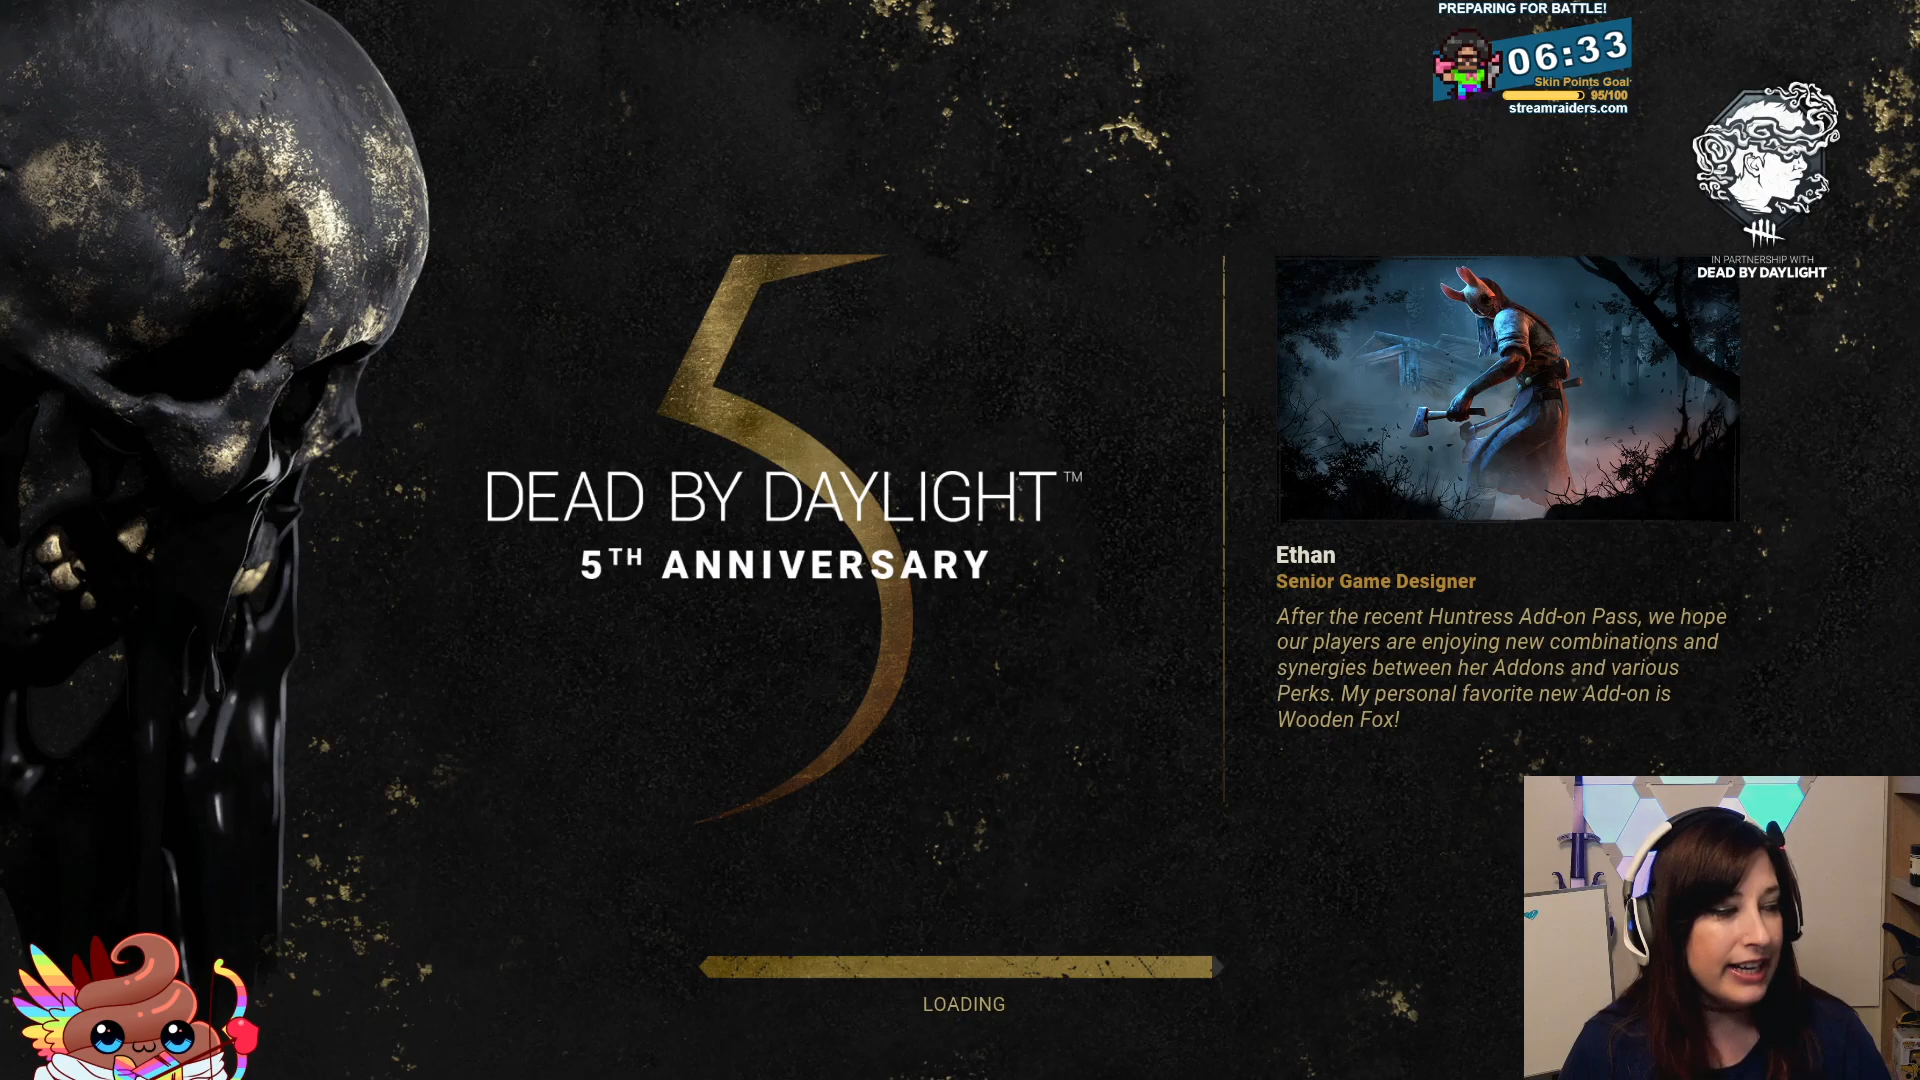 PREPARING FOR BATTLE!
06:33
Skin Points Goal
95/100
streamraiders.com
IN PARTNERSHIP WITH
DEAD BY DAYLIGHT
5
DEAD BY DAYLIGHT™
5TH ANNIVERSARY
Ethan
Senior Game Designer
After the recent Huntress Add-on Pass, we hope
our players are enjoying new combinations and
synergies between her Addons and various
Perks. My personal favorite new Add-on is
Wooden Fox!
LOADING